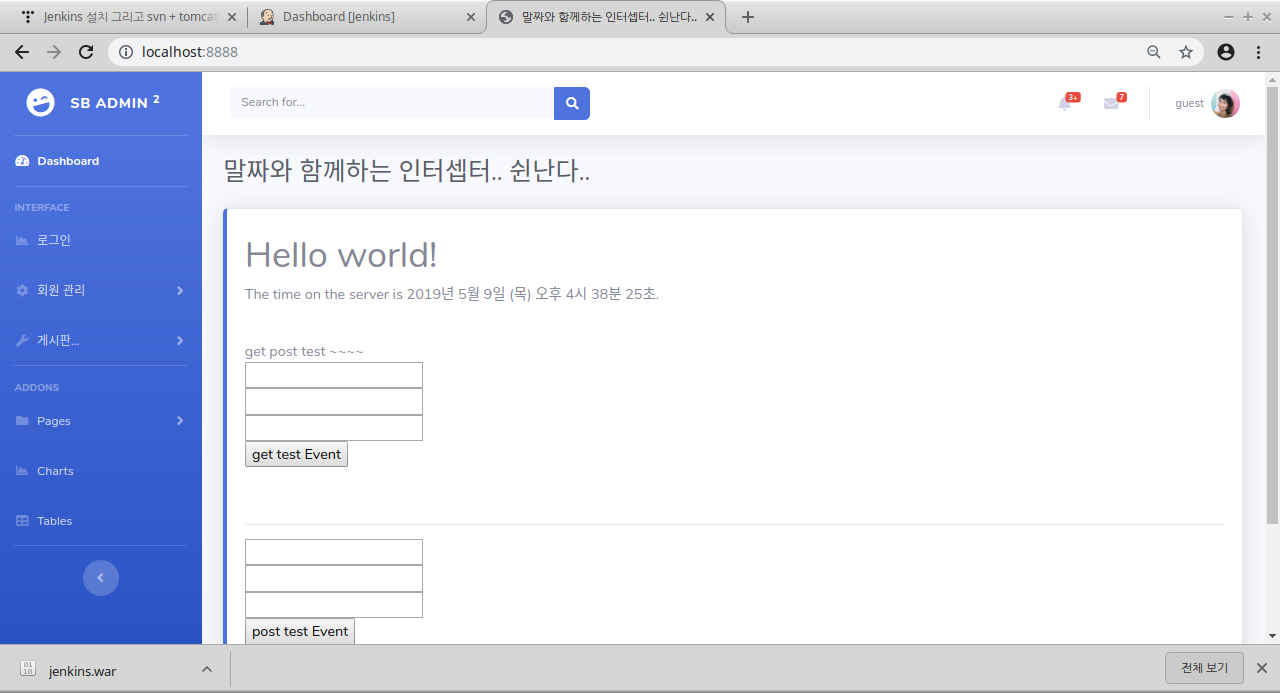 Jenkins 설치 그리고 svn + tomca
Dashboard [Jenkins]
말짜와 함께하는 인터셉터.. 쉰난다..
localhost:8888
SB ADMIN 2
Search for...
3+
7
guest
Dashboard
INTERFACE
로그인
회원 관리
게시판...
ADDONS
Pages
Charts
Tables
말짜와 함께하는 인터셉터.. 쉰난다..
Hello world!
The time on the server is 2019년 5월 9일 (목) 오후 4시 38분 25초.
get post test ~~~~
get test Event
post test Event
jenkins.war
전체 보기